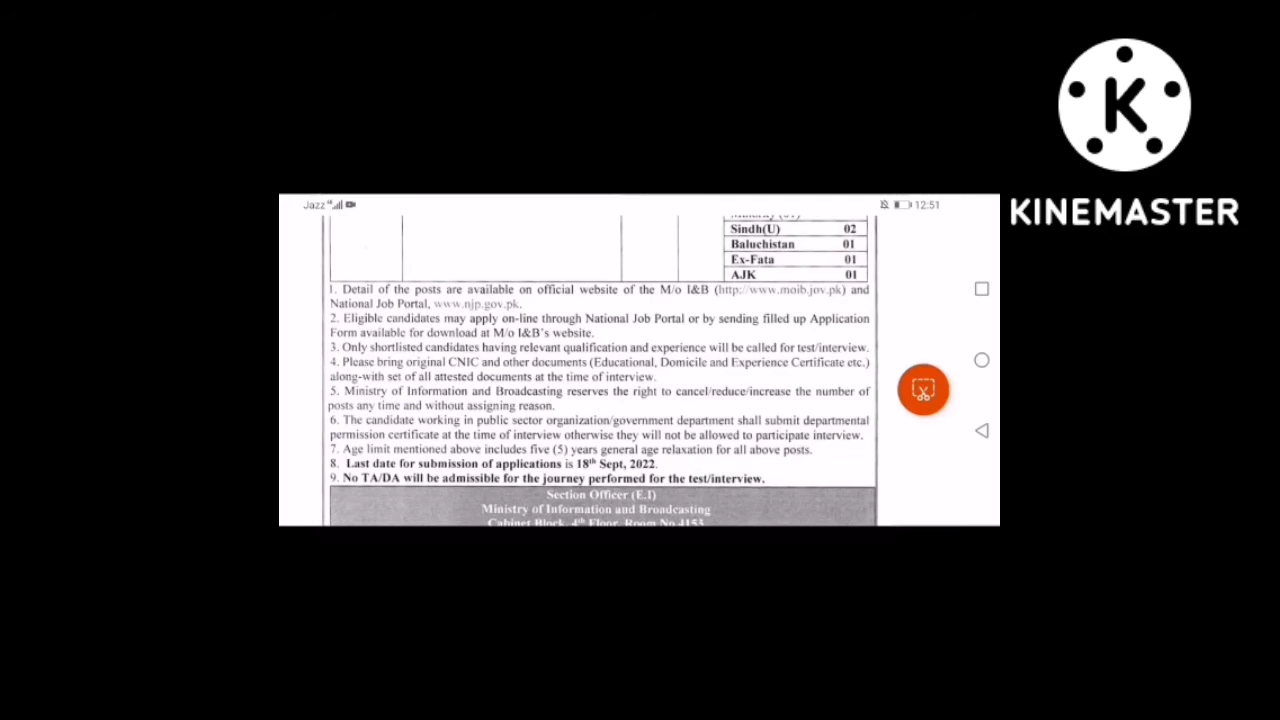 KINEMASTER
Jazz 12:51
Sindh(U) 02
Baluchistan 01
Ex-Fata 01
AJK 01
1. Detail of the posts are available on official website of the M/o I&B (http://www.moib.jov.pk) and
National Job Portal, www.njp.gov.pk.
2. Eligible candidates may apply on-line through National Job Portal or by sending filled up Application
Form available for download at M/o I&B's website.
3. Only shortlisted candidates having relevant qualification and experience will be called for test/interview.
4. Please bring original CNIC and other documents (Educational, Domicile and Experience Certificate etc.)
along-with set of all attested documents at the time of interview.
5. Ministry of Information and Broadcasting reserves the right to cancel/reduce/increase the number of
posts any time and without assigning reason.
6. The candidate working in public sector organization/government department shall submit departmental
permission certificate at the time of interview otherwise they will not be allowed to participate interview.
7. Age limit mentioned above includes five (5) years general age relaxation for all above posts.
8. Last date for submission of applications is 18th Sept, 2022.
9. No TA/DA will be admissible for the journey performed for the test/interview.
Section Officer (E.I)
Ministry of Information and Broadcasting
Cabinet Block, 4th Floor, Room No 4153